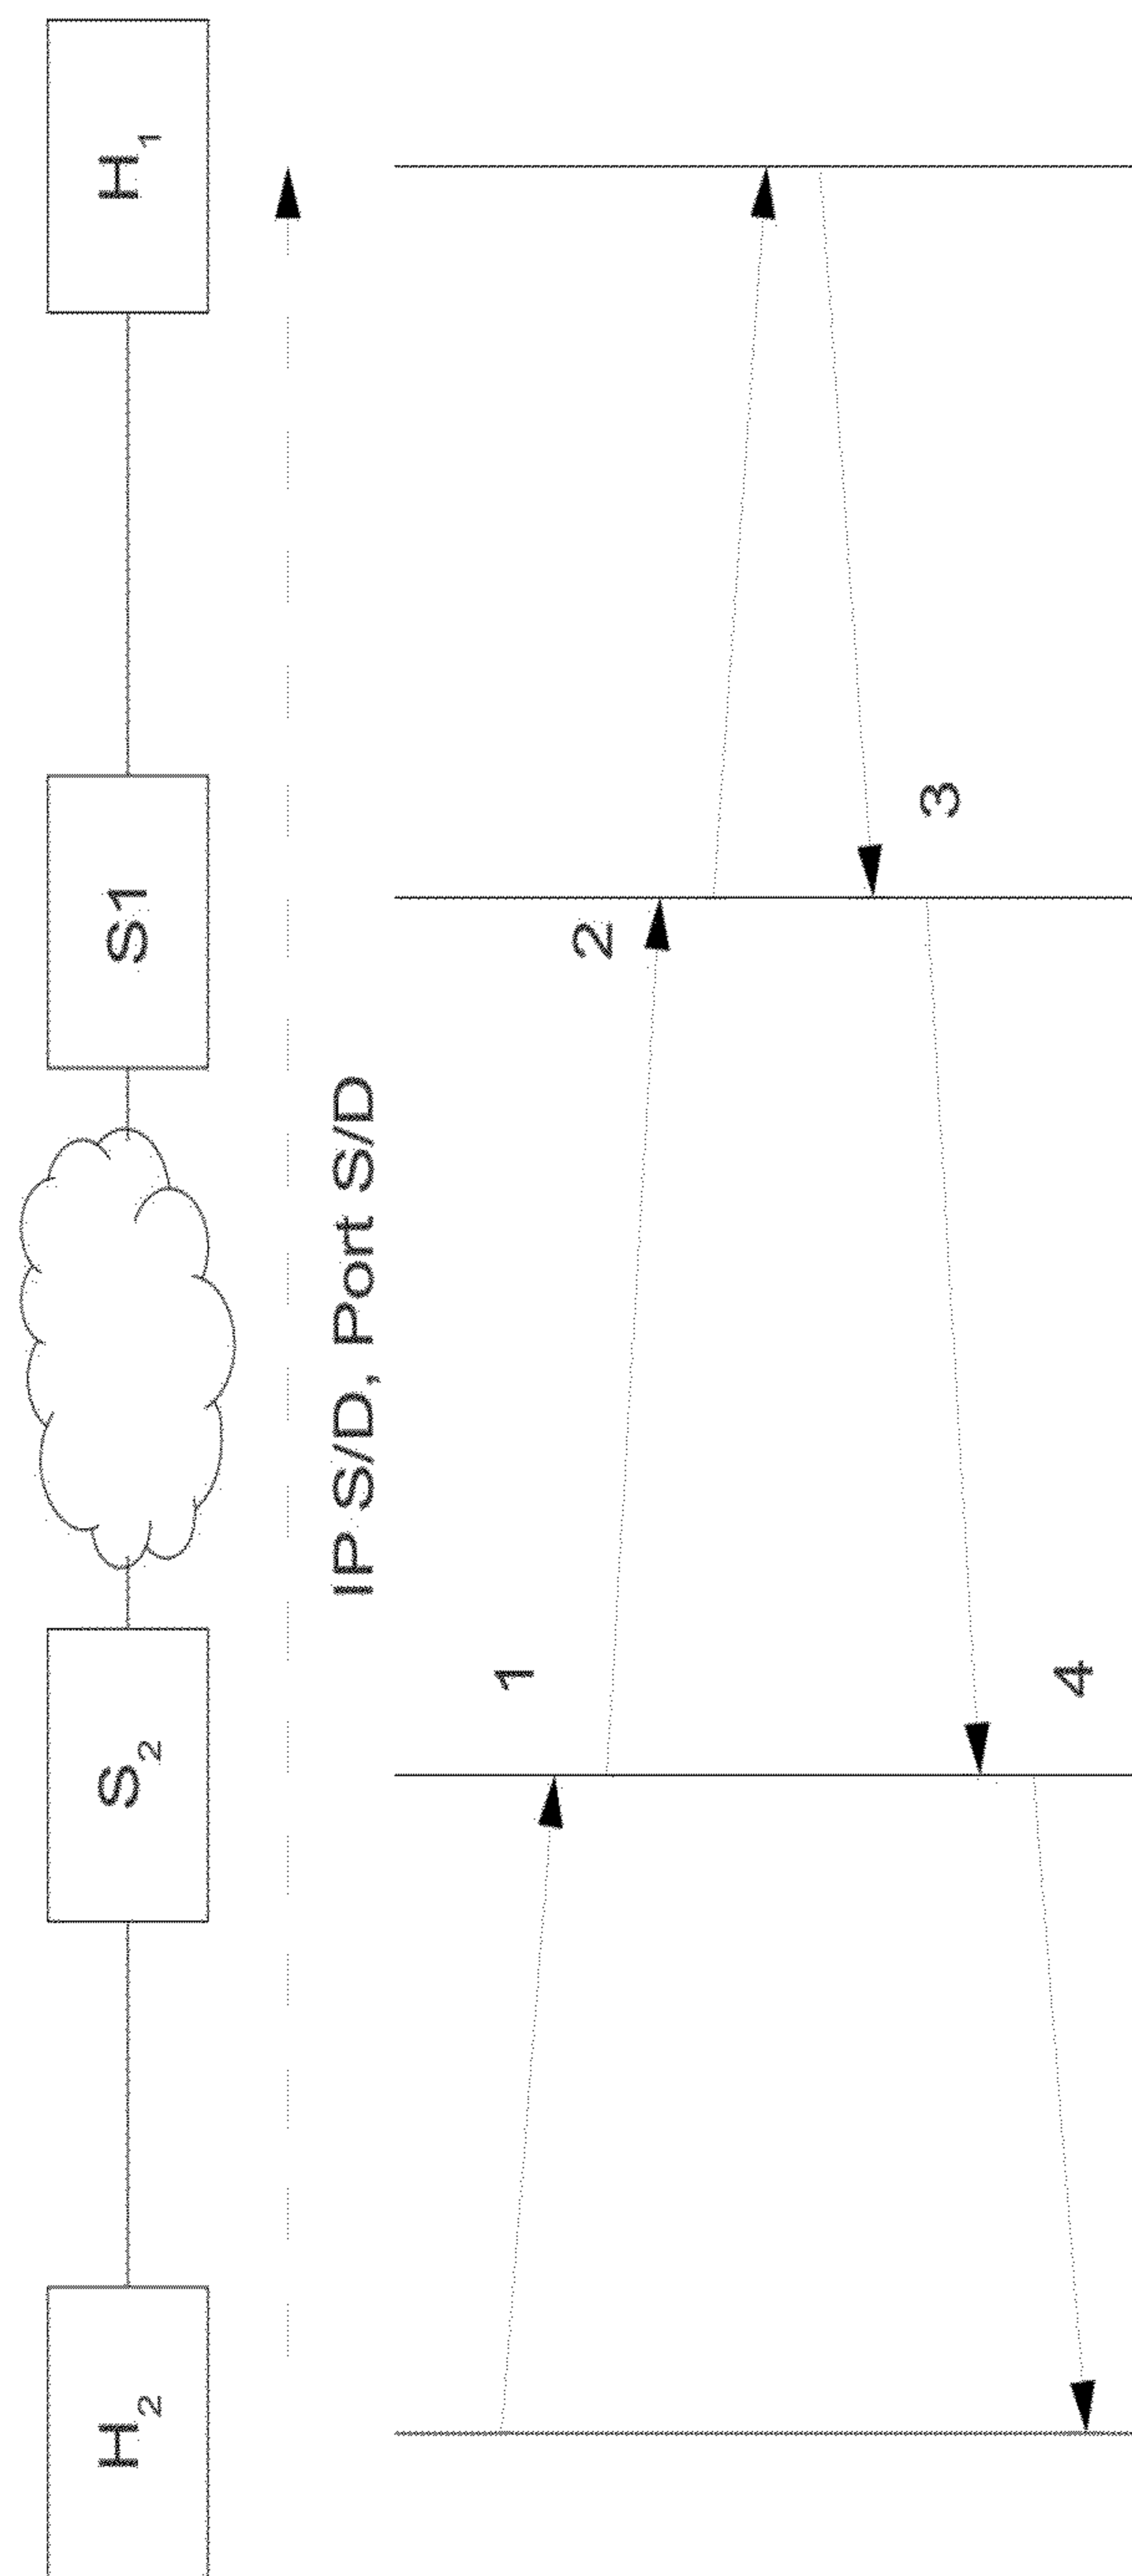 H₂
S₂
S1
H₁
IP S/D, Port S/D
1
2
3
4